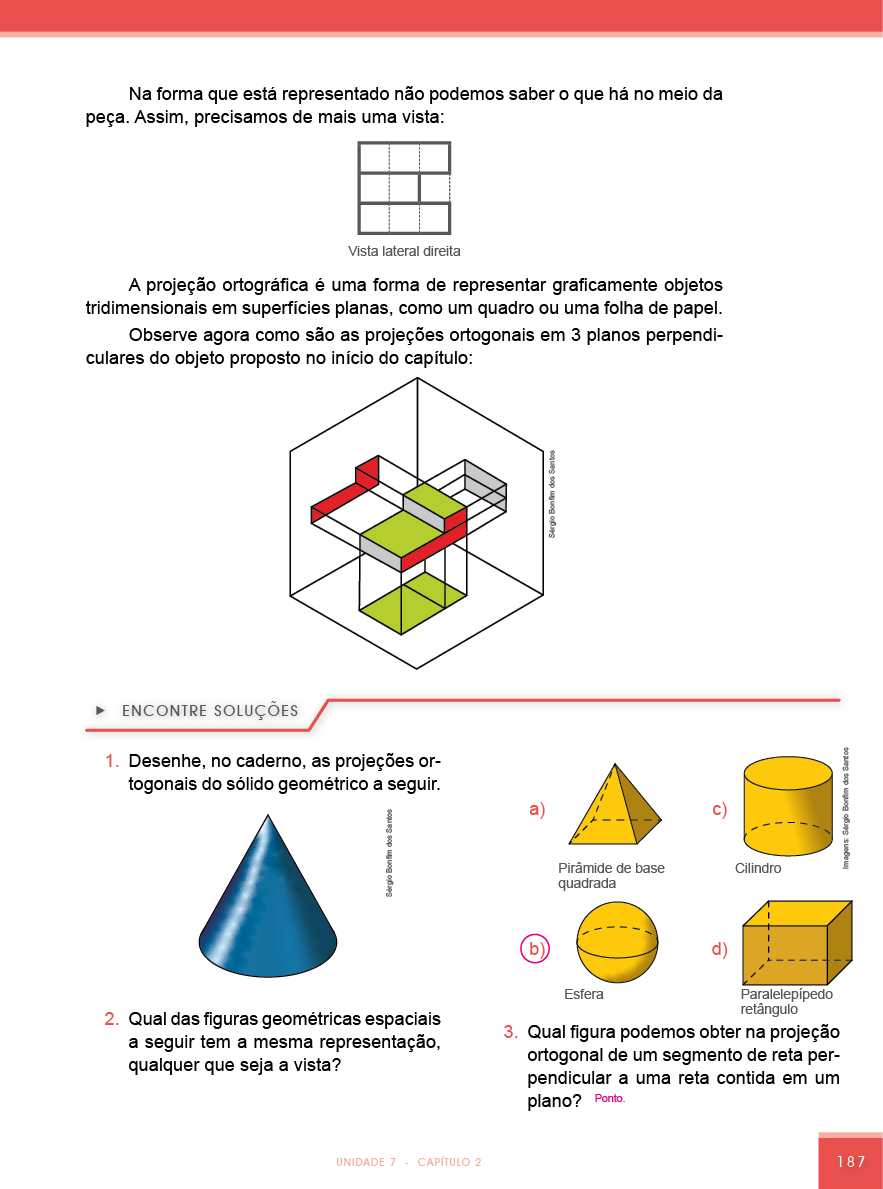 Na forma que está representado não podemos saber o que há no meio da
peça. Assim, precisamos de mais uma vista:
Vista lateral direita
A projeção ortográfica é uma forma de representar graficamente objetos
tridimensionais em superfícies planas, como um quadro ou uma folha de papel.
Observe agora como são as projeções ortogonais em 3 planos perpendi-
culares do objeto proposto no início do capítulo:
Sérgio Bonfim dos Santos
ENCONTRE SOLUÇÕES
1. Desenhe, no caderno, as projeções or-
togonais do sólido geométrico a seguir.
Sérgio Bonfim dos Santos
2. Qual das figuras geométricas espaciais
a seguir tem a mesma representação,
qualquer que seja a vista?
a)
Pirâmide de base
quadrada
c)
Cilindro
Imagens: Sérgio Bonfim dos Santos
b)
Esfera
d)
Paralelepípedo
retângulo
3. Qual figura podemos obter na projeção
ortogonal de um segmento de reta per-
pendicular a uma reta contida em um
plano? Ponto.
UNIDADE 7 - CAPÍTULO 2
187